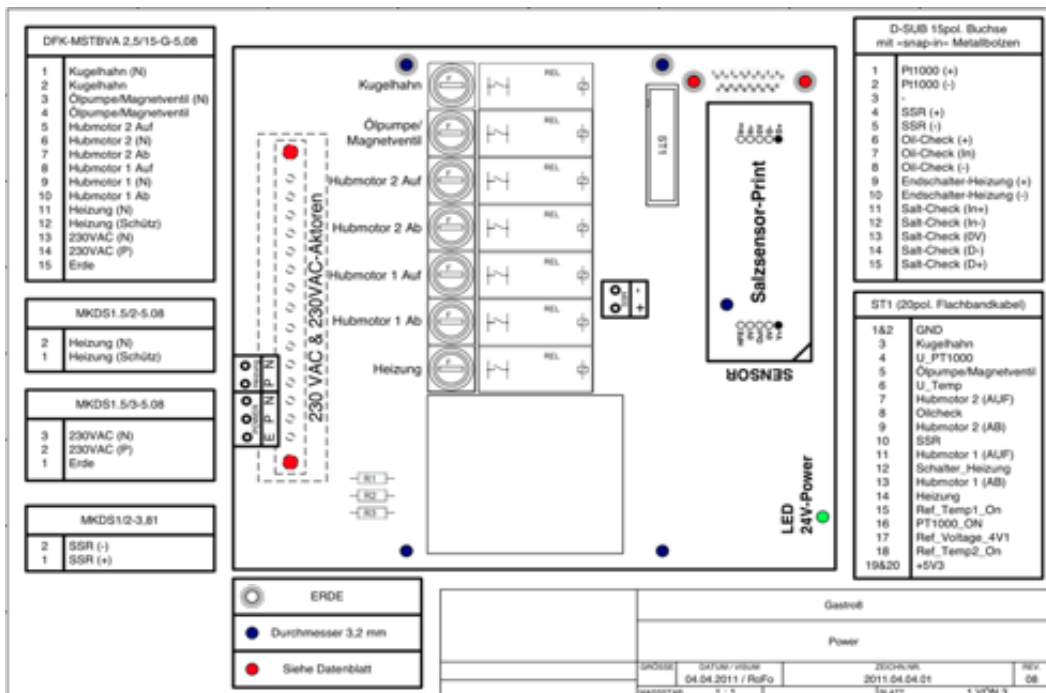 DFK-MSTBVA 2,5/15-G-5,08
1 Kugelhahn (N)
2 Kugelhahn
3 Ölpumpe/Magnetventil (N)
4 Ölpumpe/Magnetventil
5 Hubmotor 2 Auf
6 Hubmotor 2 (N)
7 Hubmotor 2 Ab
8 Hubmotor 1 Auf
9 Hubmotor 1 (N)
10 Hubmotor 1 Ab
11 Heizung (N)
12 Heizung (Schütz)
13 230VAC (N)
14 230VAC (P)
15 Erde
MKDS1.5/2-5.08
2 Heizung (N)
1 Heizung (Schütz)
MKDS1.5/3-5.08
3 230VAC (N)
2 230VAC (P)
1 Erde
MKDS1/2-3,81
2 SSR (-)
1 SSR (+)
230 VAC & 230VAC-Aktoren
Heizung
P N
POWER
E P N
Kugelhahn
Ölpumpe/
Magnetventil
Hubmotor 2 Auf
Hubmotor 2 Ab
Hubmotor 1 Auf
Hubmotor 1 Ab
Heizung
F
F
F
F
F
F
F
REL
REL
REL
REL
REL
REL
REL
R1
R2
R3
ST1
SSR
- +
Salzsensor-Print
SENSOR
LED
24V-Power
D-SUB 15pol. Buchse
mit «snap-in» Metallbolzen
1 Pt1000 (+)
2 Pt1000 (-)
3 -
4 SSR (+)
5 SSR (-)
6 Oil-Check (+)
7 Oil-Check (In)
8 Oil-Check (-)
9 Endschalter-Heizung (+)
10 Endschalter-Heizung (-)
11 Salt-Check (In+)
12 Salt-Check (In-)
13 Salt-Check (0V)
14 Salt-Check (D-)
15 Salt-Check (D+)
ST1 (20pol. Flachbandkabel)
1&2 GND
3 Kugelhahn
4 U_PT1000
5 Ölpumpe/Magnetventil
6 U_Temp
7 Hubmotor 2 (AUF)
8 Oilcheck
9 Hubmotor 2 (AB)
10 SSR
11 Hubmotor 1 (AUF)
12 Schalter_Heizung
13 Hubmotor 1 (AB)
14 Heizung
15 Ref_Temp1_On
16 PT1000_ON
17 Ref_Voltage_4V1
18 Ref_Temp2_On
19&20 +5V3
ERDE
Durchmesser 3,2 mm
Siehe Datenblatt
Gastro8
Power
GRÖSSE DATUM / VISUM ZEICHN.NR. REV.
04.04.2011 / RoFo 2011.04.04.01 08
MASSSTAB 1 : 1 BLATT 1 VON 3